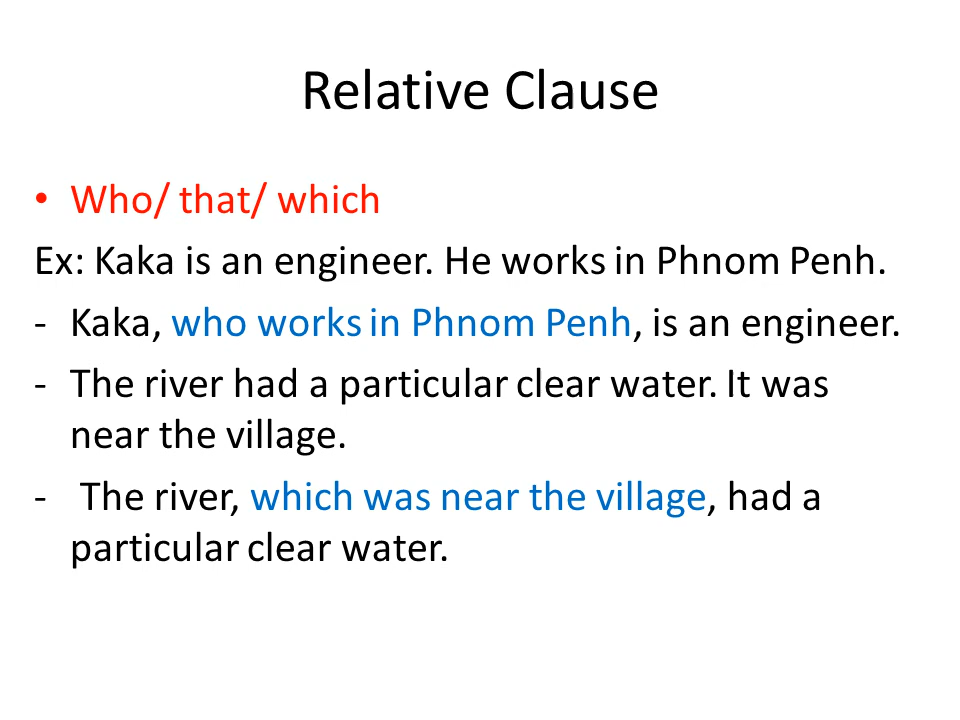 Relative Clause
• Who/ that/ which
Ex: Kaka is an engineer. He works in Phnom Penh.
- Kaka, who works in Phnom Penh, is an engineer.
- The river had a particular clear water. It was
near the village.
- The river, which was near the village, had a
particular clear water.